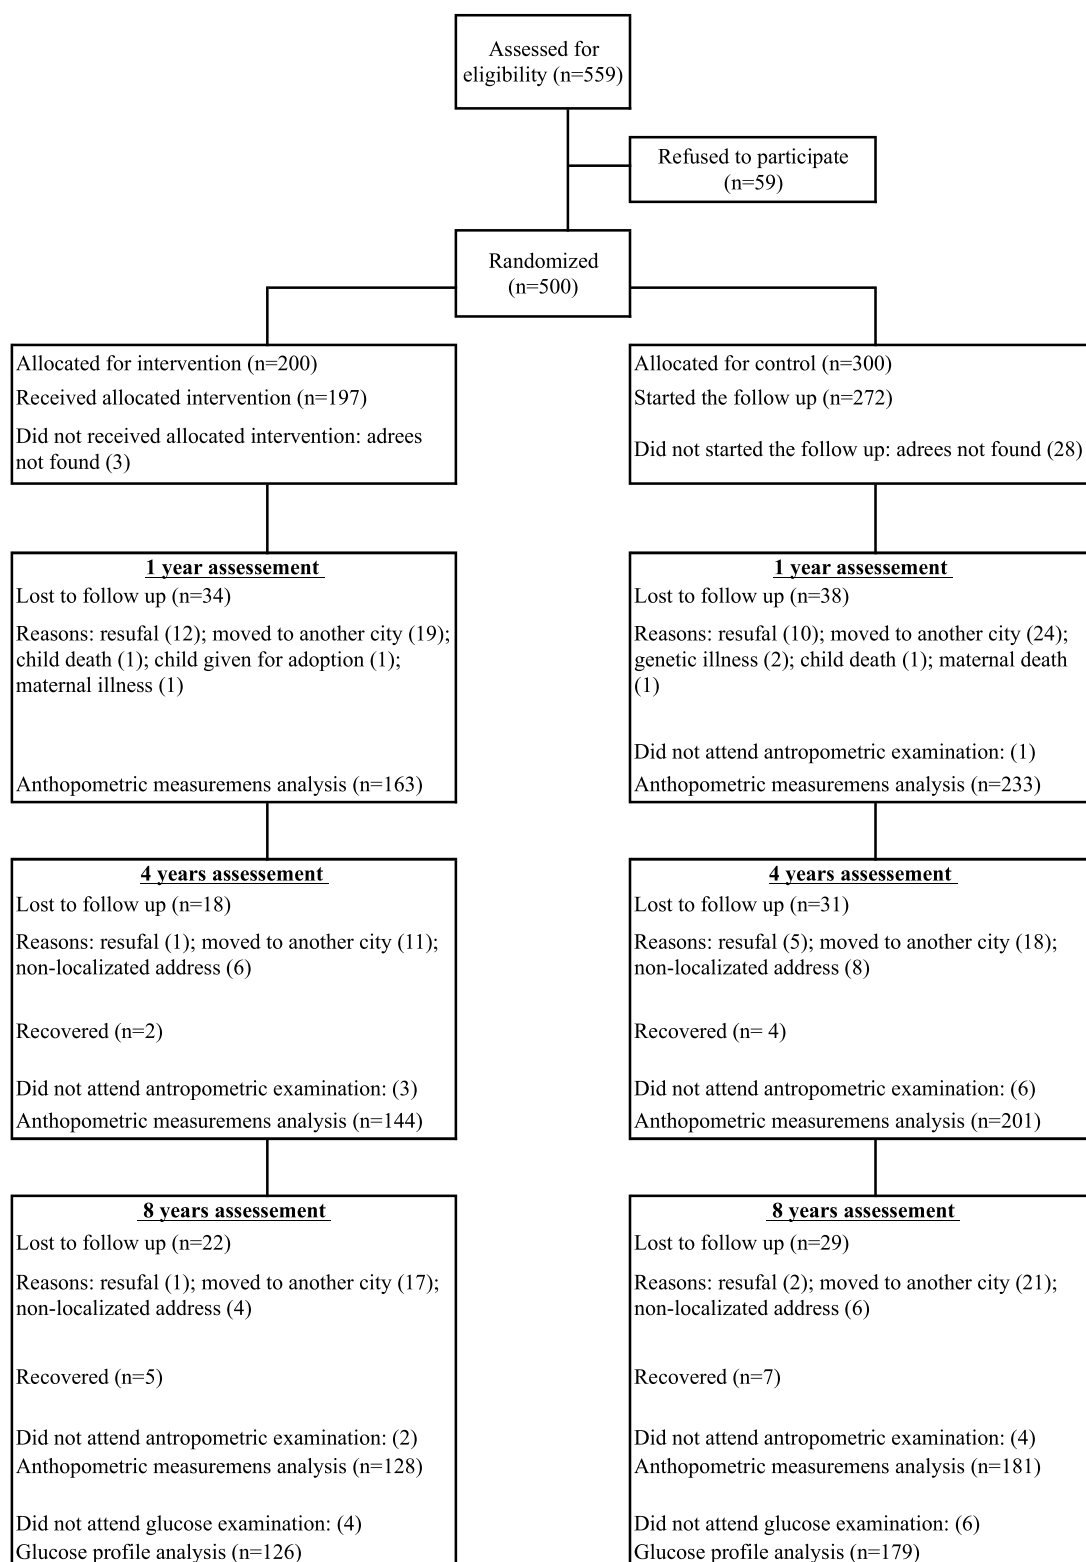 Assessed for
eligibility (n=559)
Refused to participate
(n=59)
Randomized
(n=500)
Allocated for intervention (n=200)
Received allocated intervention (n=197)
Did not received allocated intervention: adrees
not found (3)
Allocated for control (n=300)
Started the follow up (n=272)
Did not started the follow up: adrees not found (28)
1 year assessement
Lost to follow up (n=34)
Reasons: resufal (12); moved to another city (19);
child death (1); child given for adoption (1);
maternal illness (1)
Anthopometric measuremens analysis (n=163)
1 year assessement
Lost to follow up (n=38)
Reasons: resufal (10); moved to another city (24);
genetic illness (2); child death (1); maternal death
(1)
Did not attend antropometric examination: (1)
Anthopometric measuremens analysis (n=233)
4 years assessement
Lost to follow up (n=18)
Reasons: resufal (1); moved to another city (11);
non-localizated address (6)
Recovered (n=2)
Did not attend antropometric examination: (3)
Anthopometric measuremens analysis (n=144)
4 years assessement
Lost to follow up (n=31)
Reasons: resufal (5); moved to another city (18);
non-localizated address (8)
Recovered (n= 4)
Did not attend antropometric examination: (6)
Anthopometric measuremens analysis (n=201)
8 years assessement
Lost to follow up (n=22)
Reasons: resufal (1); moved to another city (17);
non-localizated address (4)
Recovered (n=5)
Did not attend antropometric examination: (2)
Anthopometric measuremens analysis (n=128)
Did not attend glucose examination: (4)
Glucose profile analysis (n=126)
8 years assessement
Lost to follow up (n=29)
Reasons: resufal (2); moved to another city (21);
non-localizated address (6)
Recovered (n=7)
Did not attend antropometric examination: (4)
Anthopometric measuremens analysis (n=181)
Did not attend glucose examination: (6)
Glucose profile analysis (n=179)